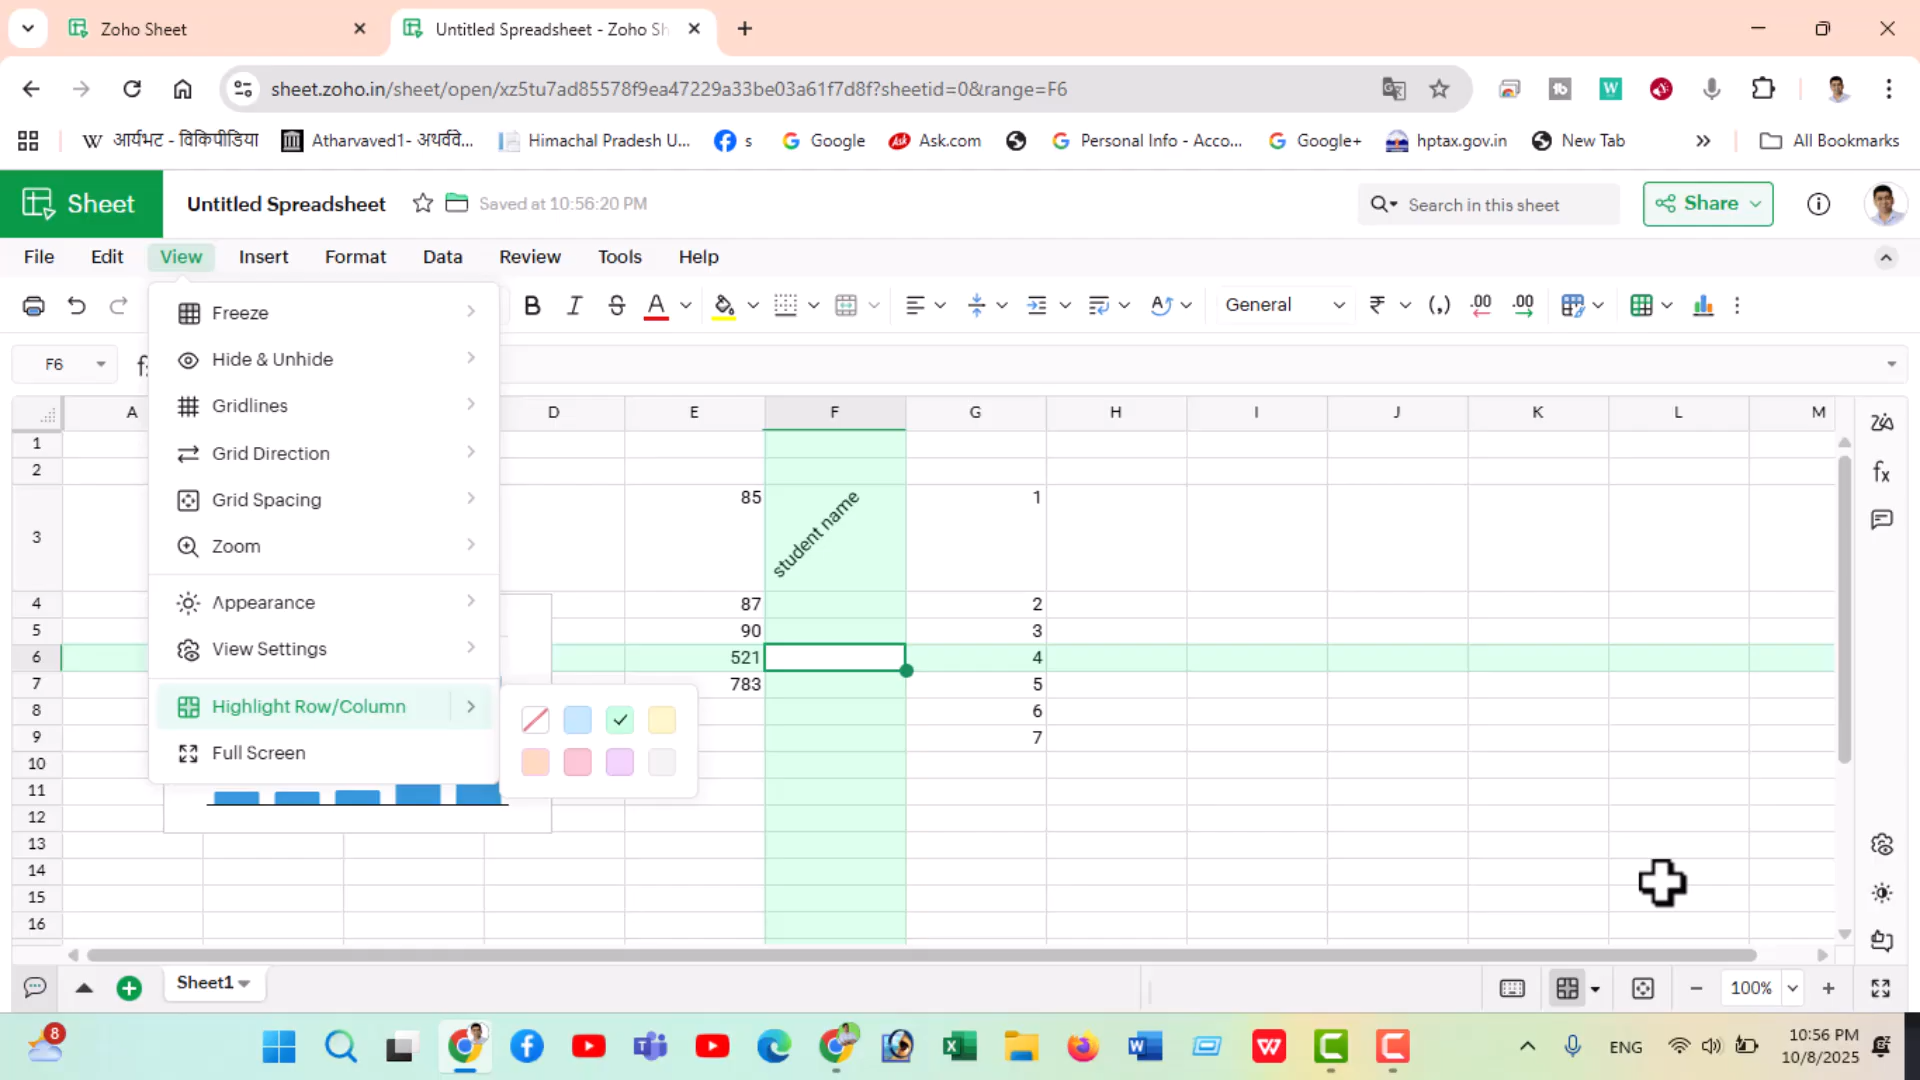 Zoho Sheet
Untitled Spreadsheet - Zoho Sh
sheet.zoho.in/sheet/open/xz5tu7ad85578f9ea47229a33be03a61f7d8f?sheetid=0&range=F6
आर्यभट - विकिपीडिया
Atharvaved1- अथर्ववे...
Himachal Pradesh U...
s
Google
Ask.com
Personal Info - Acco...
Google+
hptax.gov.in
New Tab
All Bookmarks
Sheet
Untitled Spreadsheet
Saved at 10:56:20 PM
Search in this sheet
Share
File Edit View Insert Format Data Review Tools Help
General
F6
Freeze
Hide & Unhide
Gridlines
Grid Direction
Grid Spacing
Zoom
Appearance
View Settings
Highlight Row/Column
Full Screen
A D E F G H I J K L M
1
2
3 85 student name 1
4 87 2
5 90 3
6 521 4
7 783 5
8 6
9 7
10
11
12
13
14
15
16
Sheet1
100%
8
ENG
10:56 PM
10/8/2025